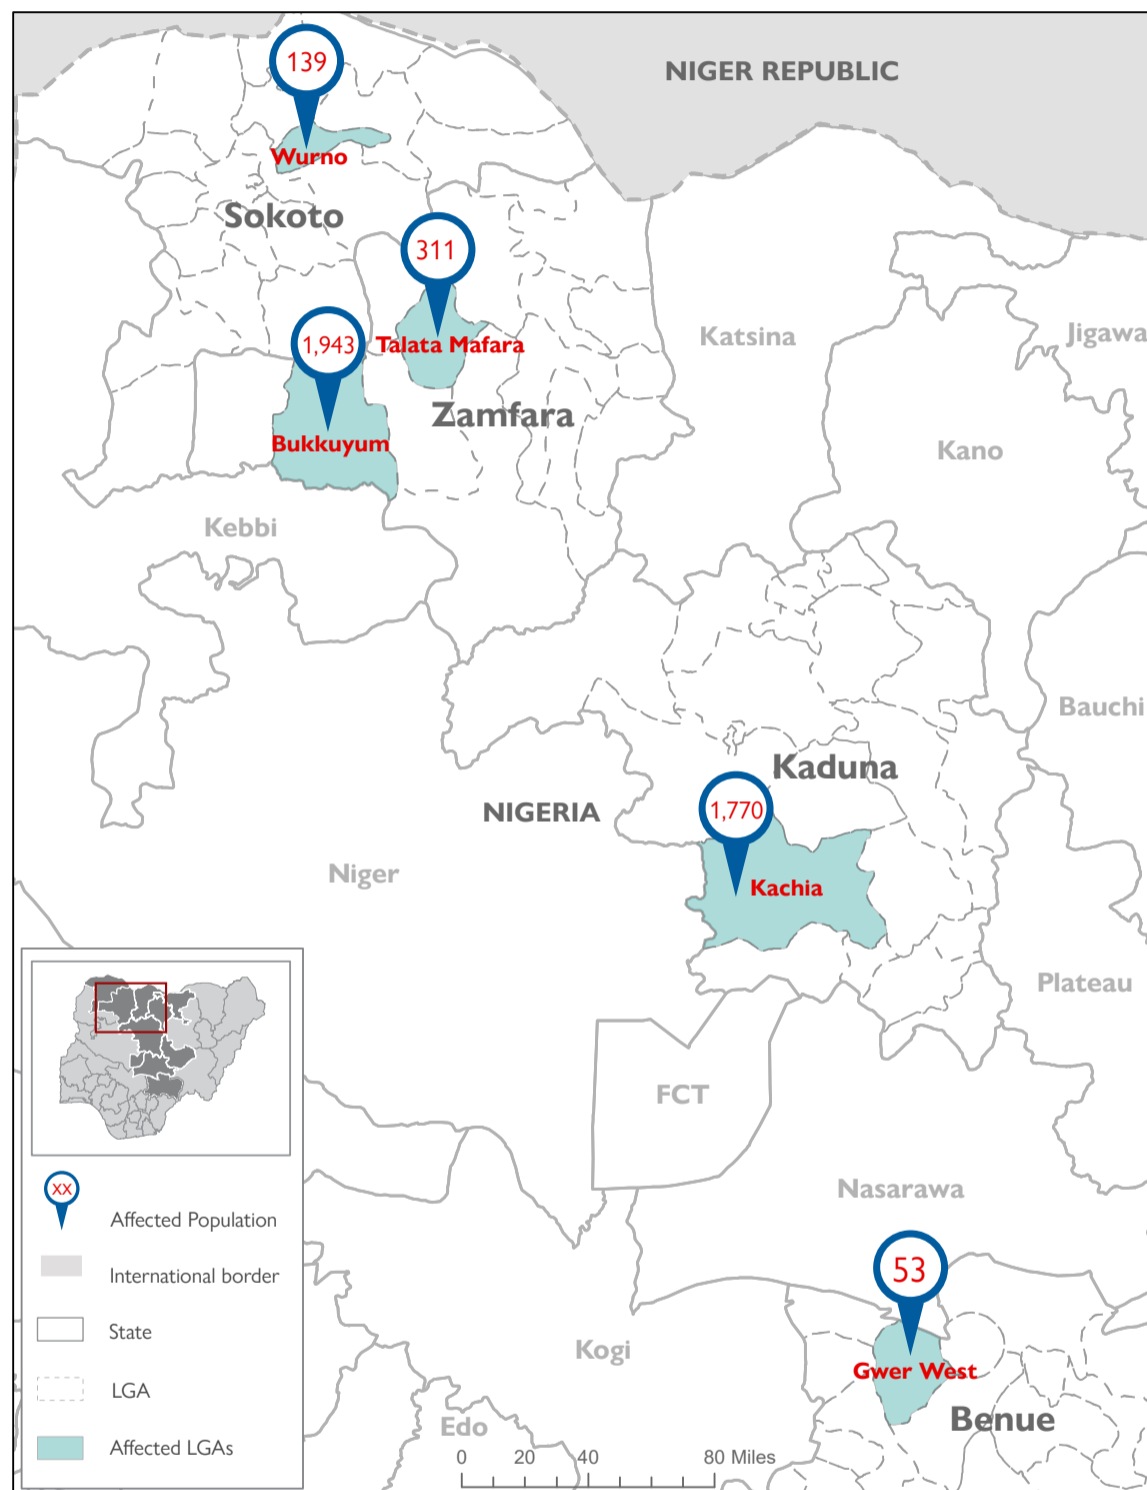 139
NIGER REPUBLIC
Wurno
Sokoto
311
Katsina
Jigawa
1,943
Talata Mafara
Zamfara
Bukkuyum
Kano
Kebbi
Bauchi
Kaduna
1,770
NIGERIA
Niger
Kachia
Plateau
FCT
Nasarawa
XX
Affected Population
International border
State
LGA
Affected LGAs
53
Kogi
Gwer West
Benue
Edo
0 20 40 80 Miles